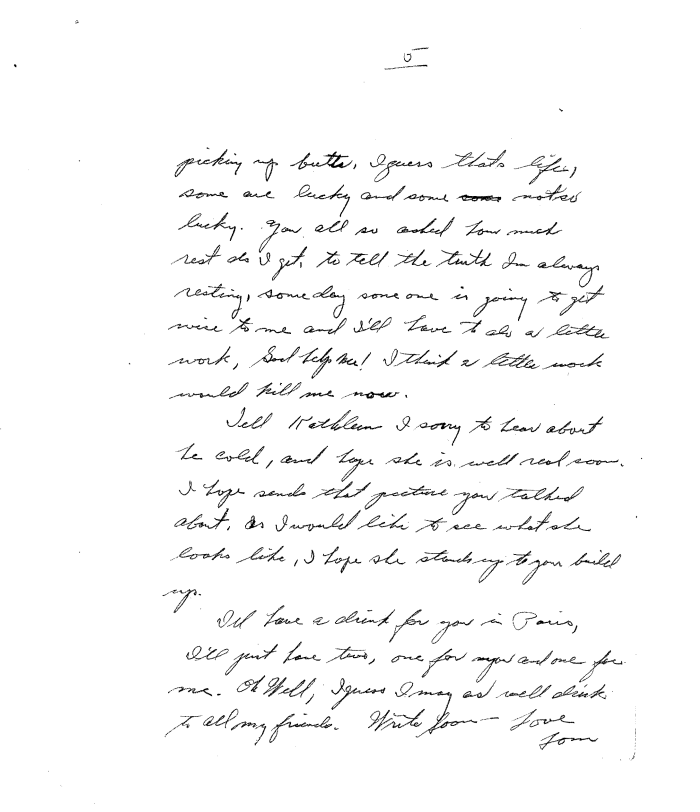 5
picking up butts, I guess thats life,
some are lucky and some some not so
lucky. You all so asked how much
rest do I get, to tell the truth Im always
resting, someday someone is going to get
wise to me and I'll have to do a little
work, God help me! I think a little work
would kill me now.
Tell Kathleen I sorry to hear about
he cold, and hope she is well real soon.
I hope sends that picture you talked
about, as I would like to see what she
looks like, I hope she stands up to your build
up.
I'll have a drink for you in Paris,
I'll just have two, one for you and one for
me. Oh Well, I guess I may as well drink
to all my friends. Write Soon - Love
Tom